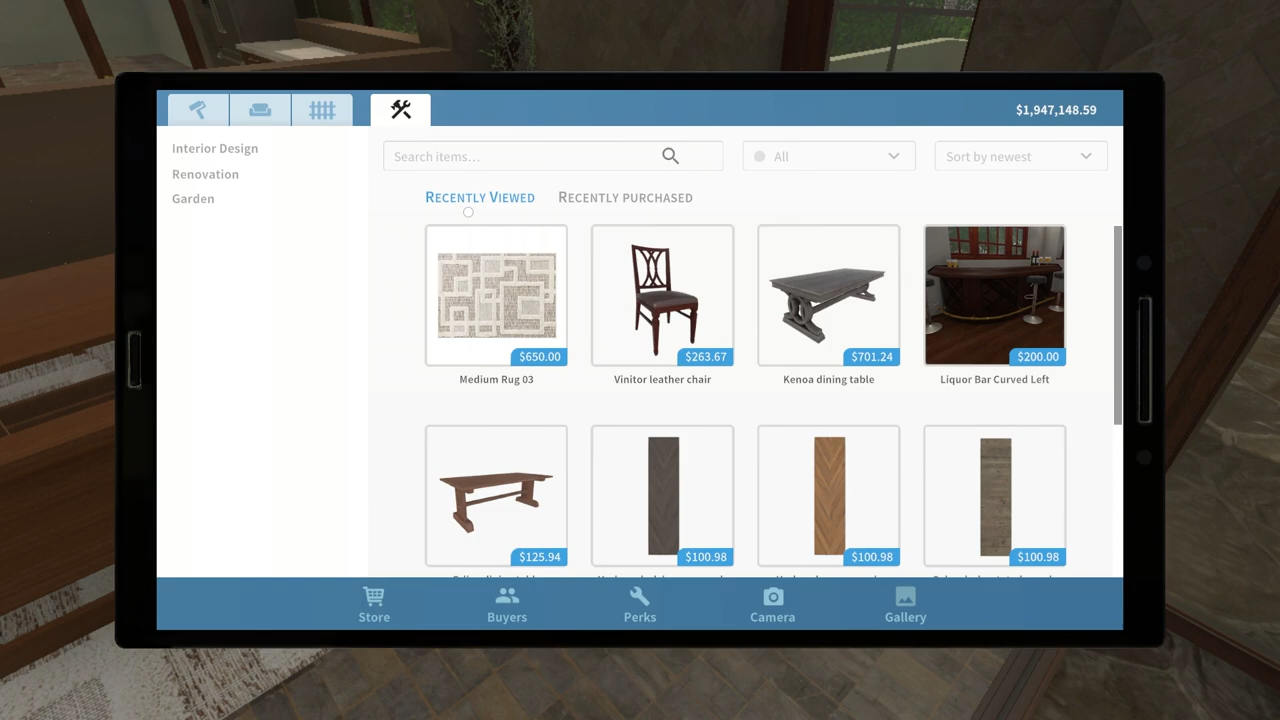 $1,947,148.59
Interior Design
Renovation
Garden
Search items...
All
Sort by newest
RECENTLY VIEWED
RECENTLY PURCHASED
$650.00
$263.67
$701.24
$200.00
Medium Rug 03
Vinitor leather chair
Kenoa dining table
Liquor Bar Curved Left
$125.94
$100.98
$100.98
$100.98
Store
Buyers
Perks
Camera
Gallery